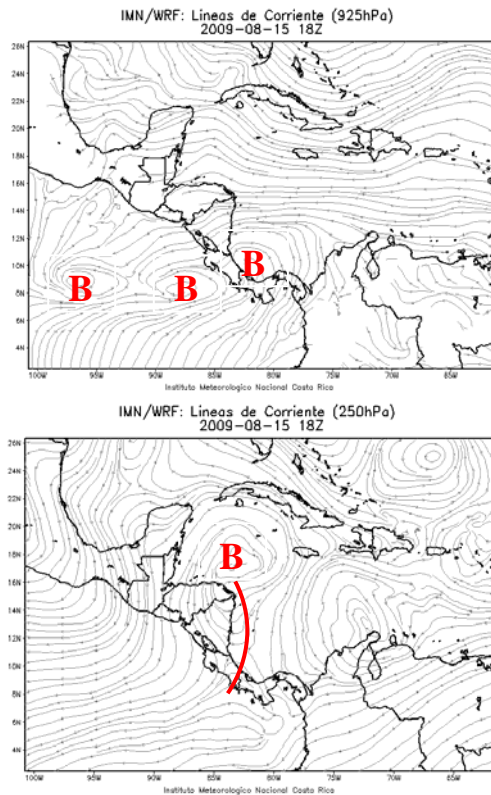 IMN/WRF: Lineas de Corriente (925hPa)
2009-08-15 18Z
26N
24N
22N
20N
18N
16N
14N
12N
10N
8N
6N
4N
B B B
100W 95W 90W 85W 80W 75W 70W 65W
Instituto Meteorologico Nacional Costa Rica
IMN/WRF: Lineas de Corriente (250hPa)
2009-08-15 18Z
26N
24N
22N
20N
18N
16N
14N
12N
10N
8N
6N
4N
B
100W 95W 90W 85W 80W 75W 70W 65W
Instituto Meteorologico Nacional Costa Rica